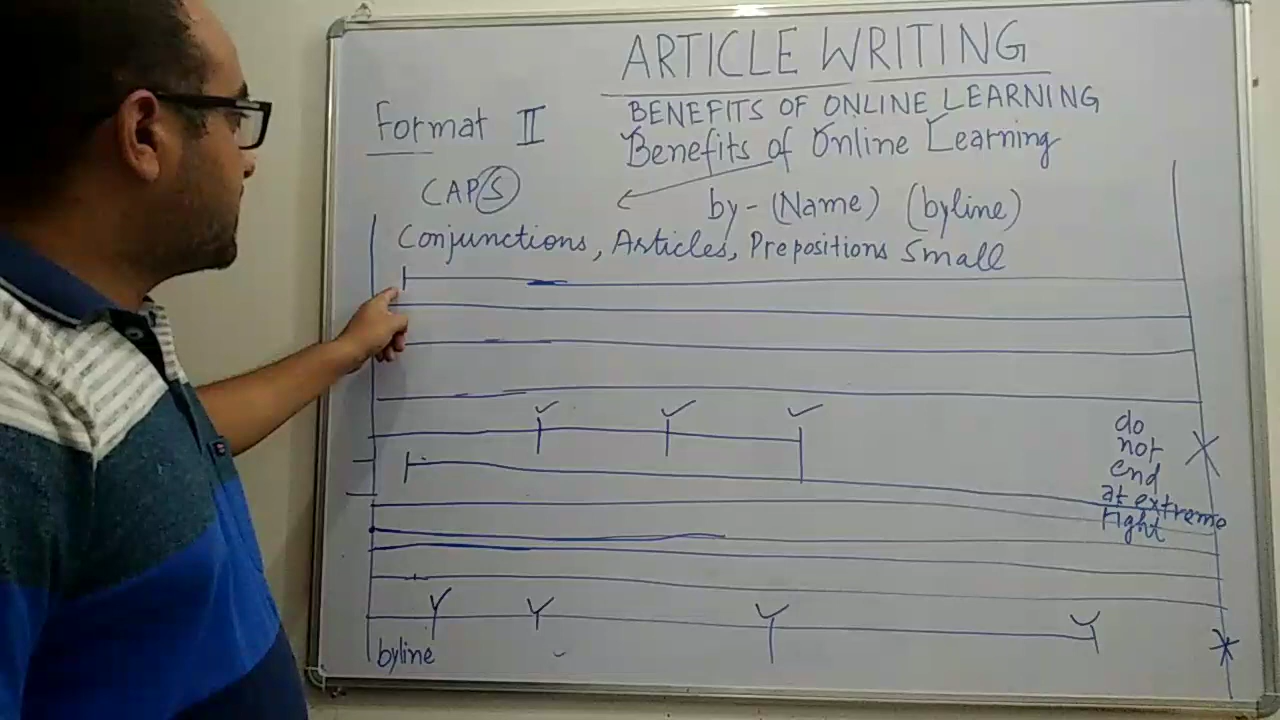 ARTICLE WRITING
Format II
BENEFITS OF ONLINE LEARNING
Benefits of Online Learning
CAPS
by - (Name) (byline)
Conjunctions, Articles, Prepositions Small
do
not
end
at extreme
right
byline